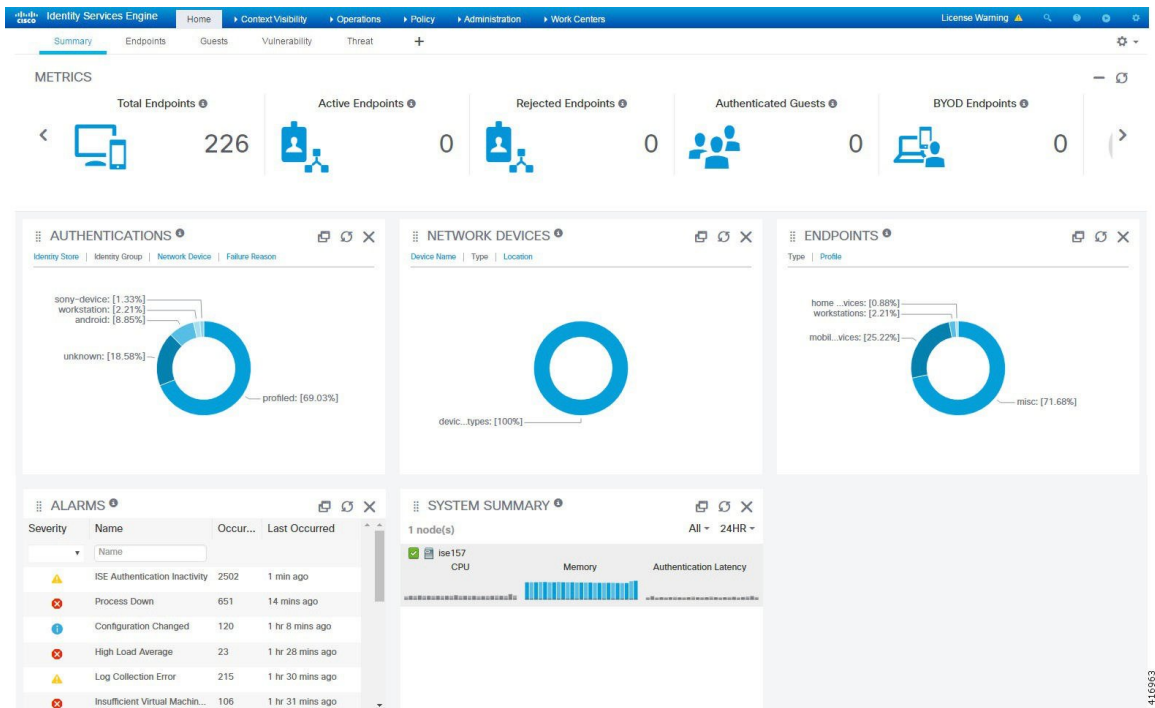 cisco Identity Services Engine Home Context Visibility Operations Policy Administration Work Centers License Warning
Summary Endpoints Guests Vulnerability Threat +
METRICS
Total Endpoints Active Endpoints Rejected Endpoints Authenticated Guests BYOD Endpoints
226 0 0 0 0
AUTHENTICATIONS
Identity Store | Identity Group | Network Device | Failure Reason
sony-device: [1.33%]
workstation: [2.21%]
android: [8.85%]
unknown: [18.58%]
profiled: [69.03%]
NETWORK DEVICES
Device Name | Type | Location
devic...types: [100%]
ENDPOINTS
Type | Profile
home ...vices: [0.88%]
workstations: [2.21%]
mobil...vices: [25.22%]
misc: [71.68%]
ALARMS
Severity Name Occur... Last Occurred
Name
ISE Authentication Inactivity 2502 1 min ago
Process Down 651 14 mins ago
Configuration Changed 120 1 hr 8 mins ago
High Load Average 23 1 hr 28 mins ago
Log Collection Error 215 1 hr 30 mins ago
Insufficient Virtual Machin... 106 1 hr 31 mins ago
SYSTEM SUMMARY
1 node(s) All 24HR
ise157
CPU Memory Authentication Latency
416963